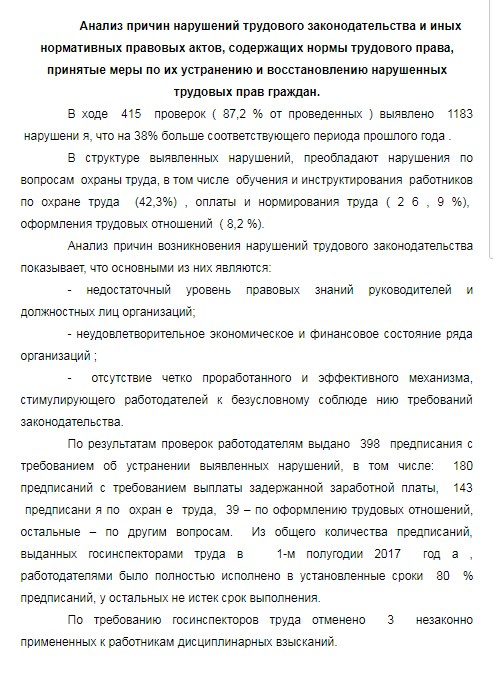 Анализ причин нарушений трудового законодательства и иных
нормативных правовых актов, содержащих нормы трудового права,
принятые меры по их устранению и восстановлению нарушенных
трудовых прав граждан.
В ходе 415 проверок ( 87,2 % от проведенных ) выявлено 1183
нарушени я, что на 38% больше соответствующего периода прошлого года .
В структуре выявленных нарушений, преобладают нарушения по
вопросам охраны труда, в том числе обучения и инструктирования работников
по охране труда (42,3%) , оплаты и нормирования труда ( 2 6 , 9 %),
оформления трудовых отношений ( 8,2 %).
Анализ причин возникновения нарушений трудового законодательства
показывает, что основными из них являются:
- недостаточный уровень правовых знаний руководителей и
должностных лиц организаций;
- неудовлетворительное экономическое и финансовое состояние ряда
организаций ;
- отсутствие четко проработанного и эффективного механизма,
стимулирующего работодателей к безусловному соблюде нию требований
законодательства.
По результатам проверок работодателям выдано 398 предписания с
требованием об устранении выявленных нарушений, в том числе: 180
предписаний с требованием выплаты задержанной заработной платы, 143
предписани я по охран е труда, 39 – по оформлению трудовых отношений,
остальные – по другим вопросам. Из общего количества предписаний,
выданных госинспекторами труда в 1-м полугодии 2017 год а ,
работодателями было полностью исполнено в установленные сроки 80 %
предписаний, у остальных не истек срок выполнения.
По требованию госинспекторов труда отменено 3 незаконно
примененных к работникам дисциплинарных взысканий.